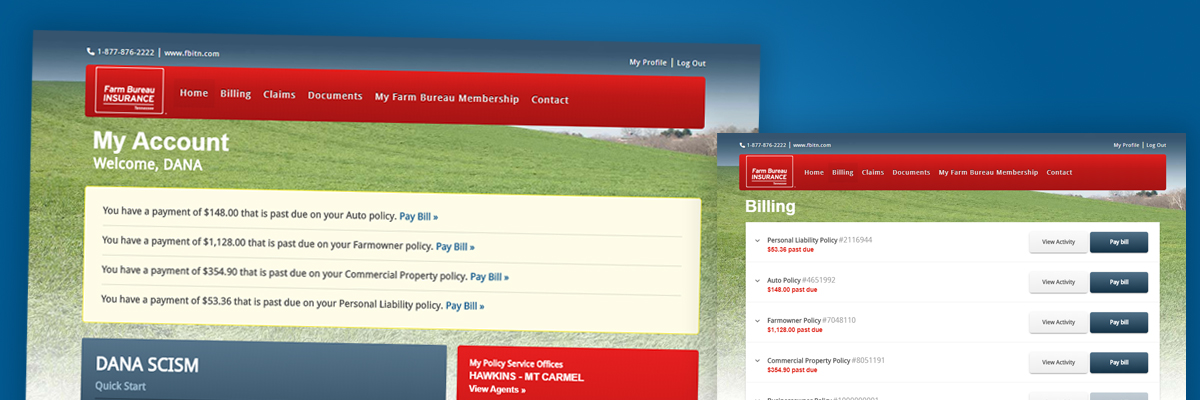 1-877-876-2222 | www.fbitn.com
My Profile | Log Out
Farm Bureau
INSURANCE
Tennessee
Home Billing Claims Documents My Farm Bureau Membership Contact
My Account
Welcome, DANA
You have a payment of $148.00 that is past due on your Auto policy. Pay Bill »
You have a payment of $1,128.00 that is past due on your Farmowner policy. Pay Bill »
You have a payment of $354.90 that is past due on your Commercial Property policy. Pay Bill »
You have a payment of $53.36 that is past due on your Personal Liability policy. Pay Bill »
DANA SCISM
Quick Start
My Policy Service Offices
HAWKINS - MT CARMEL
View Agents »
1-877-876-2222 | www.fbitn.com
My Profile | Log Out
Farm Bureau
INSURANCE
Home Billing Claims Documents My Farm Bureau Membership Contact
Billing
Personal Liability Policy #2116944
$53.36 past due
View Activity Pay bill
Auto Policy #4651992
$148.00 past due
View Activity Pay bill
Farmowner Policy #7048110
$1,128.00 past due
View Activity Pay bill
Commercial Property Policy #8051191
$354.90 past due
View Activity Pay bill